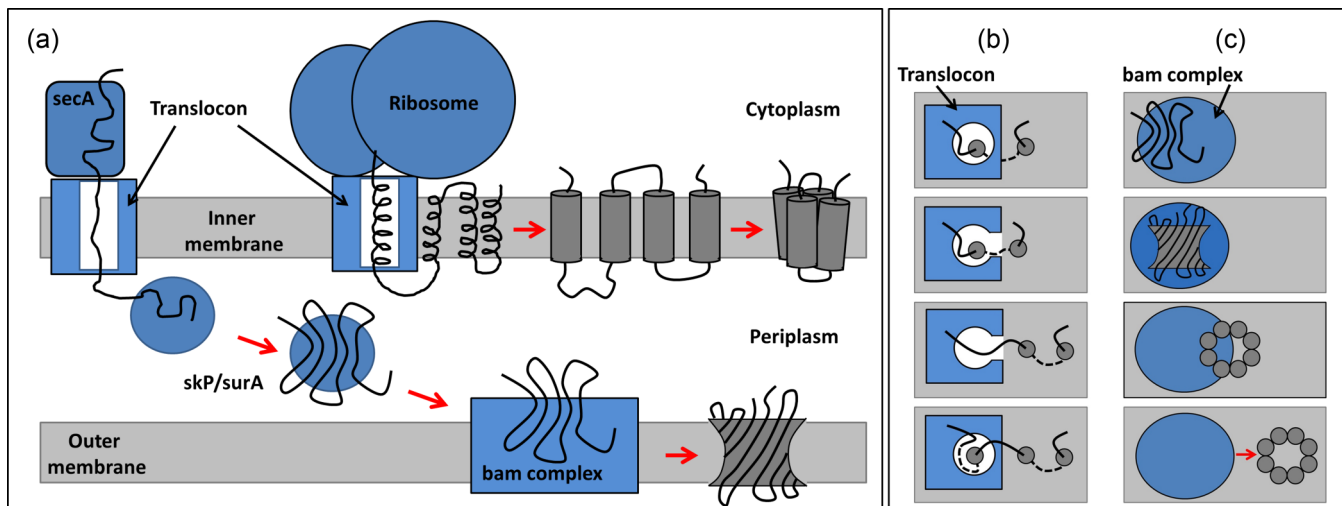 (a)
secA
Translocon
Ribosome
Cytoplasm
Inner
membrane
skP/surA
Periplasm
Outer
membrane
bam complex
(b)
Translocon
(c)
bam complex